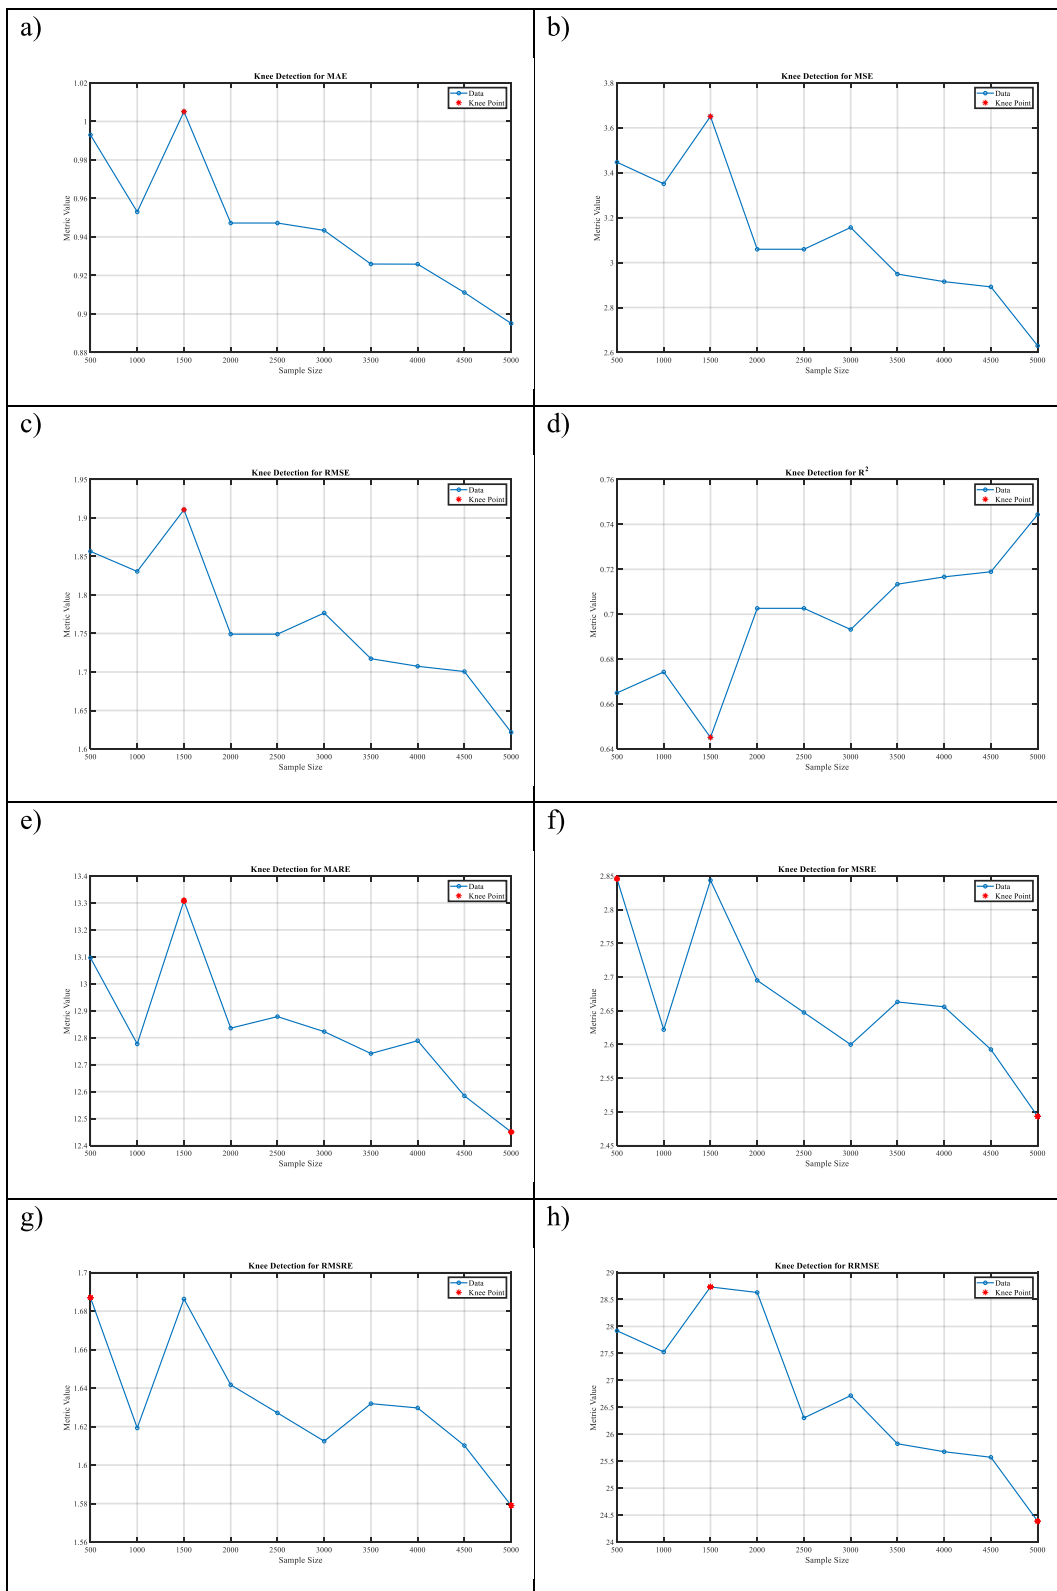 a)
Knee Detection for MAE
Data
Knee Point
1.02
1
0.98
0.96
0.94
0.92
0.9
0.88
Metric Value
500 1000 1500 2000 2500 3000 3500 4000 4500 5000
Sample Size
b)
Knee Detection for MSE
Data
Knee Point
3.8
3.6
3.4
3.2
3
2.8
2.6
Metric Value
500 1000 1500 2000 2500 3000 3500 4000 4500 5000
Sample Size
c)
Knee Detection for RMSE
Data
Knee Point
1.95
1.9
1.85
1.8
1.75
1.7
1.65
1.6
Metric Value
500 1000 1500 2000 2500 3000 3500 4000 4500 5000
Sample Size
d)
Knee Detection for R²
Data
Knee Point
0.76
0.74
0.72
0.7
0.68
0.66
0.64
Metric Value
500 1000 1500 2000 2500 3000 3500 4000 4500 5000
Sample Size
e)
Knee Detection for MARE
Data
Knee Point
13.4
13.3
13.2
13.1
13
12.9
12.8
12.7
12.6
12.5
12.4
Metric Value
500 1000 1500 2000 2500 3000 3500 4000 4500 5000
Sample Size
f)
Knee Detection for MSRE
Data
Knee Point
2.85
2.8
2.75
2.7
2.65
2.6
2.55
2.5
2.45
Metric Value
500 1000 1500 2000 2500 3000 3500 4000 4500 5000
Sample Size
g)
Knee Detection for RMSRE
Data
Knee Point
1.7
1.68
1.66
1.64
1.62
1.6
1.58
1.56
Metric Value
500 1000 1500 2000 2500 3000 3500 4000 4500 5000
Sample Size
h)
Knee Detection for RRMSE
Data
Knee Point
29
28.5
28
27.5
27
26.5
26
25.5
25
24.5
24
Metric Value
500 1000 1500 2000 2500 3000 3500 4000 4500 5000
Sample Size